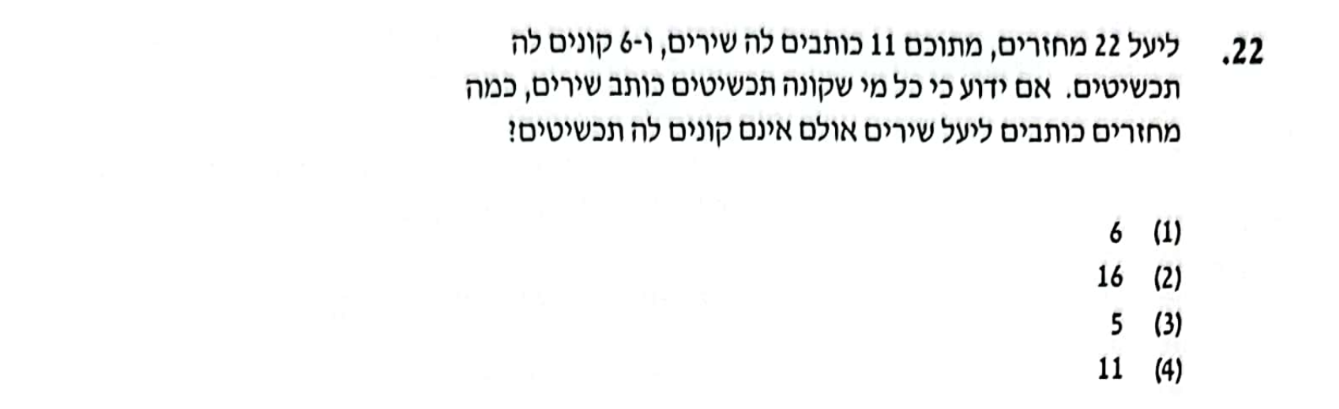 22. ליעל 22 מחזרים, מתוכם 11 כותבים לה שירים, ו-6 קונים לה
תכשיטים. אם ידוע כי כל מי שקונה תכשיטים כותב שירים, כמה
מחזרים כותבים ליעל שירים אולם אינם קונים לה תכשיטים?
(1) 6
(2) 16
(3) 5
(4) 11